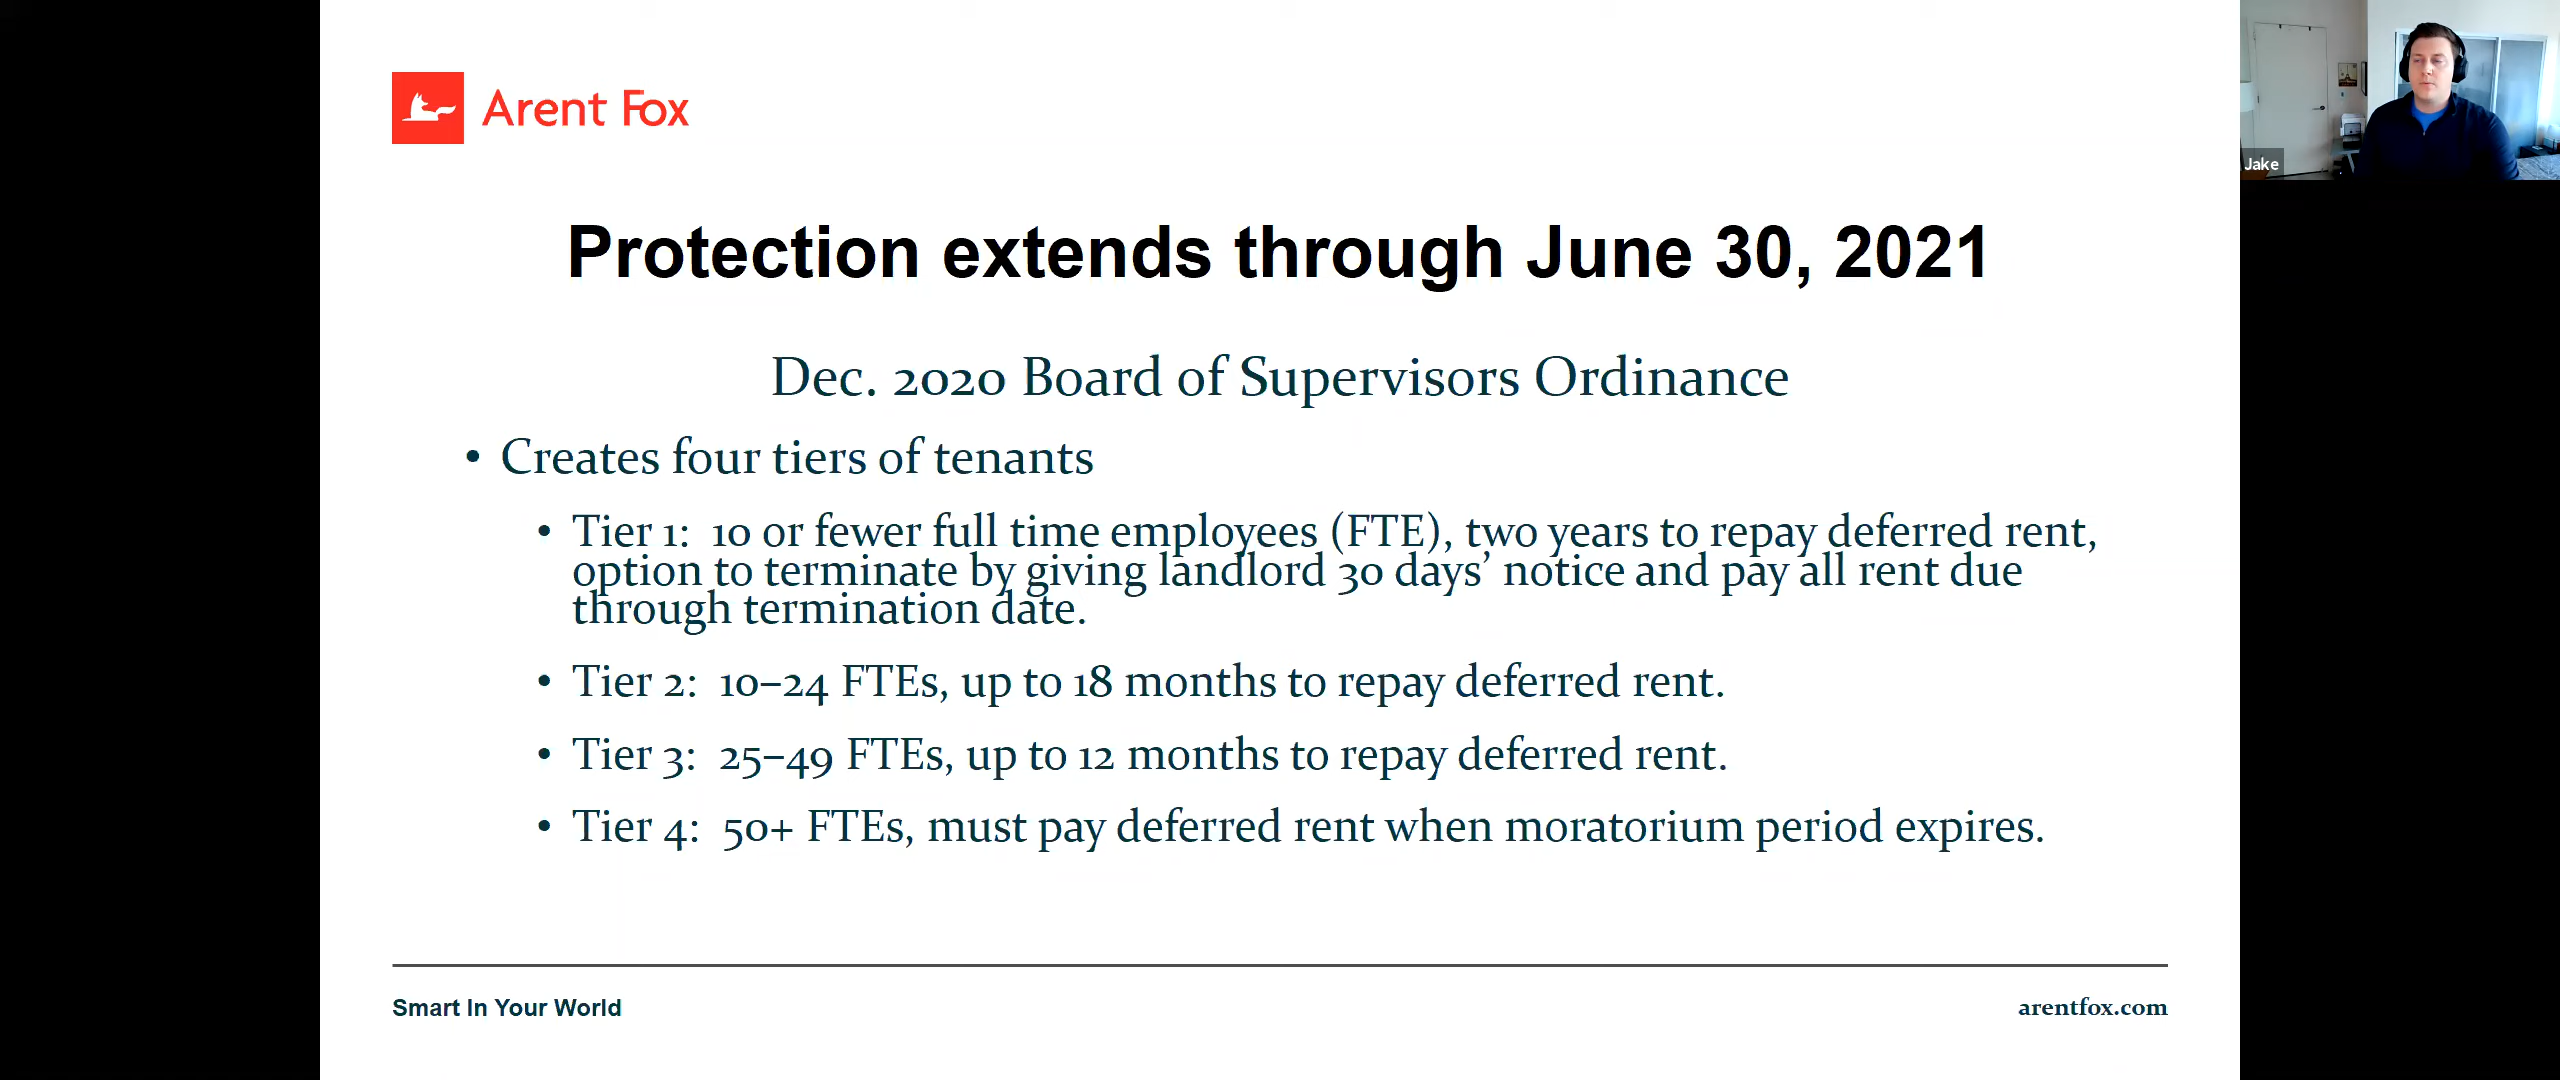 Arent Fox
Jake
Protection extends through June 30, 2021
Dec. 2020 Board of Supervisors Ordinance
• Creates four tiers of tenants
• Tier 1:  10 or fewer full time employees (FTE), two years to repay deferred rent,
option to terminate by giving landlord 30 days’ notice and pay all rent due
through termination date.
• Tier 2:  10–24 FTEs, up to 18 months to repay deferred rent.
• Tier 3:  25–49 FTEs, up to 12 months to repay deferred rent.
• Tier 4:  50+ FTEs, must pay deferred rent when moratorium period expires.
Smart In Your World
arentfox.com